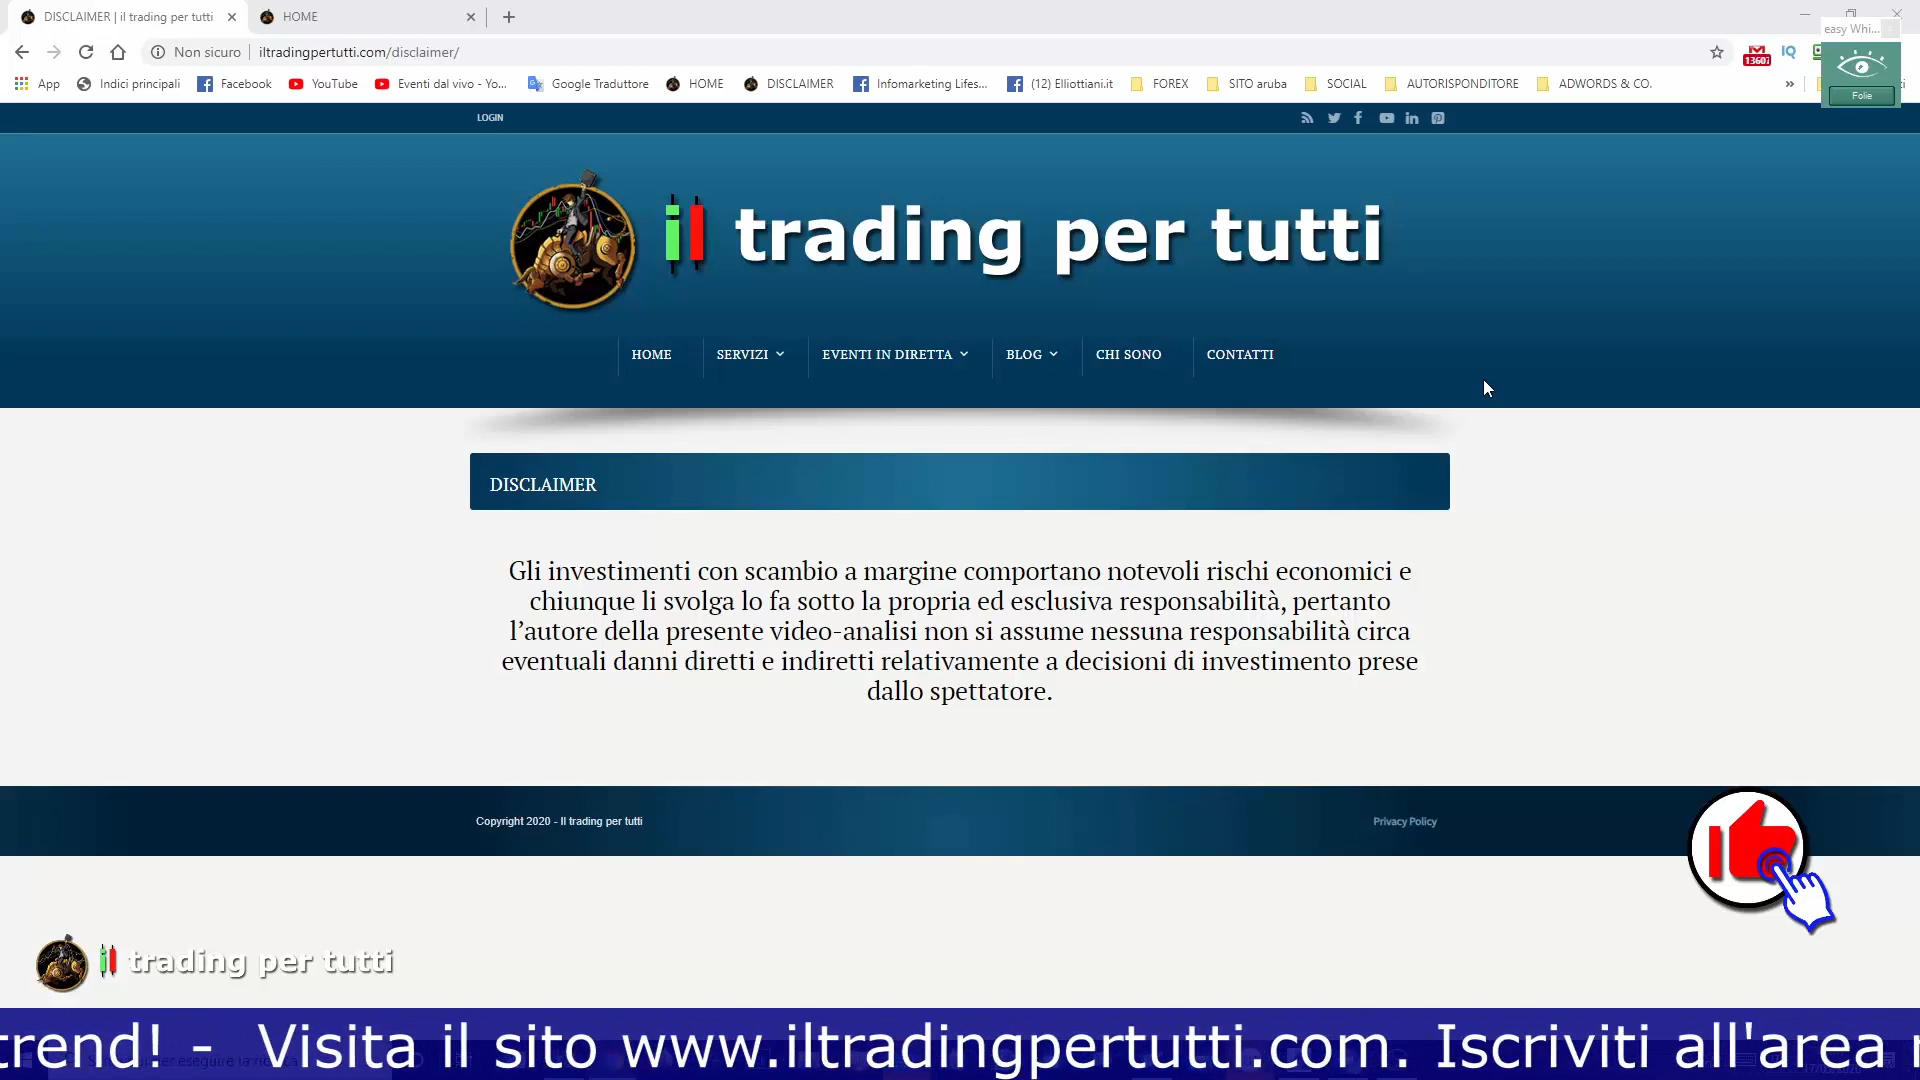 DISCLAIMER | il trading per tutti
HOME
easy Whi...
Non sicuro
iltradingpertutti.com/disclaimer/
13607
IQ
Folie
App
Indici principali
Facebook
YouTube
Eventi dal vivo - Yo...
Google Traduttore
HOME
DISCLAIMER
Infomarketing Lifes...
(12) Elliottiani.it
FOREX
SITO aruba
SOCIAL
AUTORISPONDITORE
ADWORDS & CO.
»
LOGIN
il trading per tutti
HOME
SERVIZI
EVENTI IN DIRETTA
BLOG
CHI SONO
CONTATTI
DISCLAIMER
Gli investimenti con scambio a margine comportano notevoli rischi economici e
chiunque li svolga lo fa sotto la propria ed esclusiva responsabilità, pertanto
l’autore della presente video-analisi non si assume nessuna responsabilità circa
eventuali danni diretti e indiretti relativamente a decisioni di investimento prese
dallo spettatore.
Copyright 2020 - Il trading per tutti
Privacy Policy
il trading per tutti
trend! - Visita il sito www.iltradingpertutti.com. Iscriviti all'area